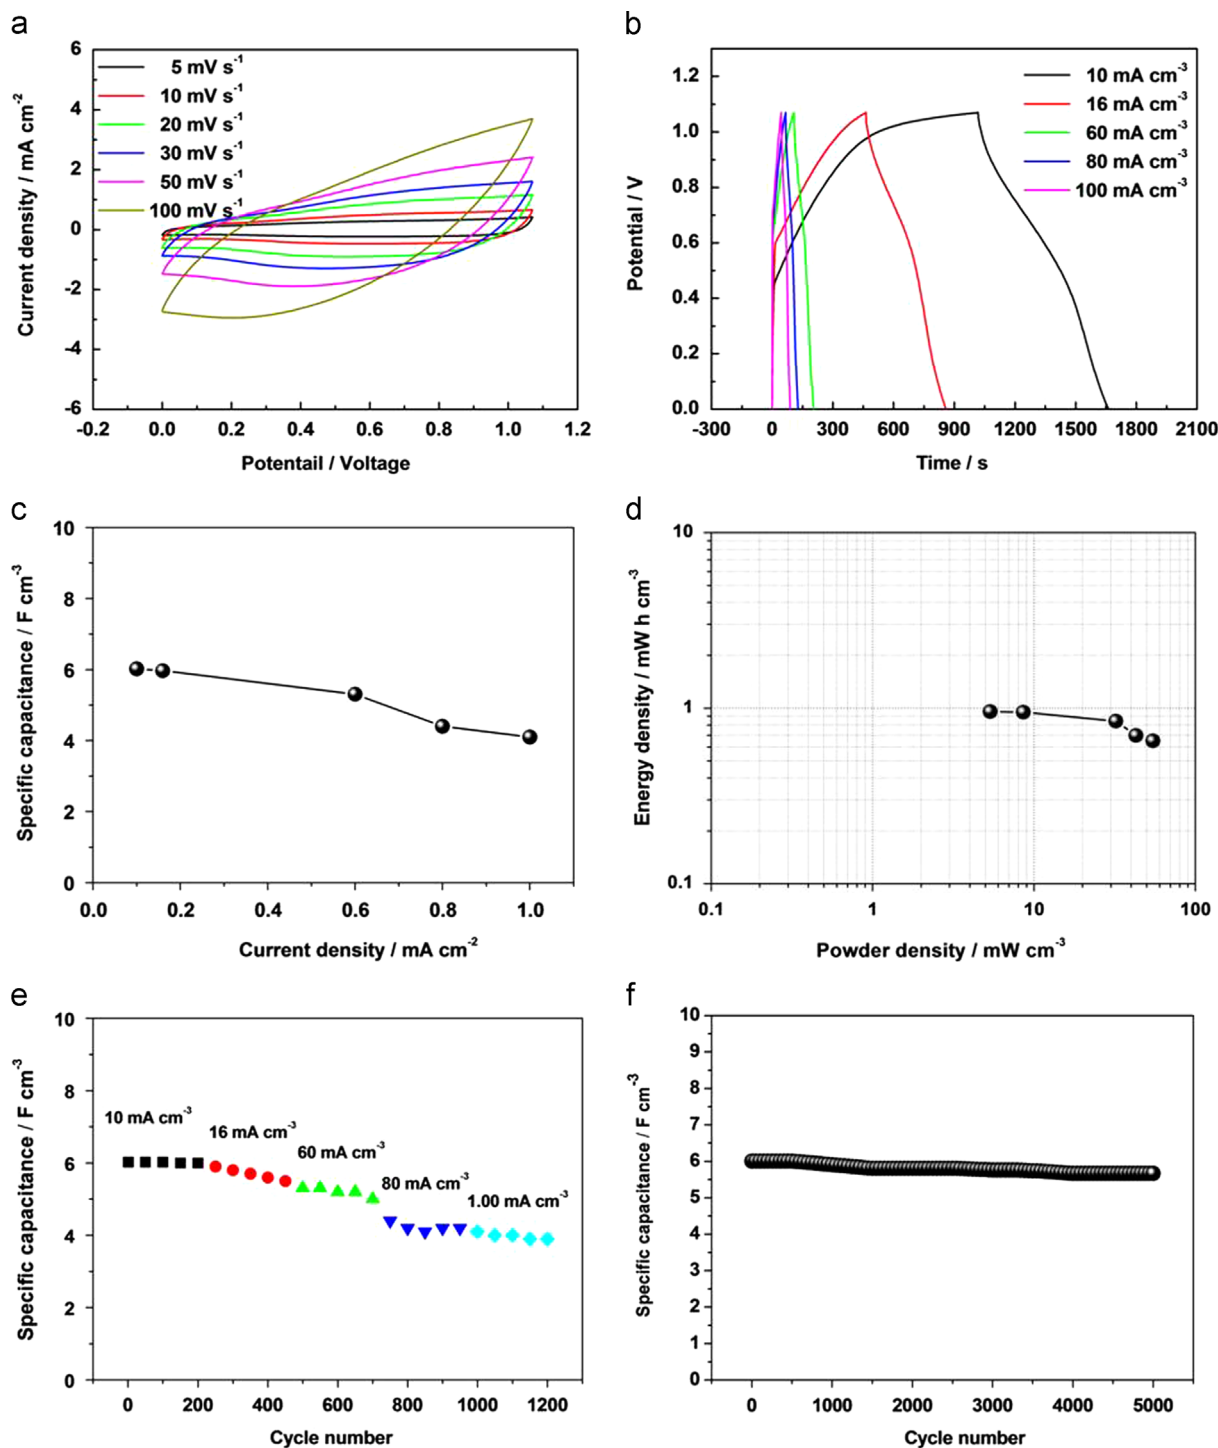 a
6
4
2
0
-2
-4
-6
-0.2
0.0
0.2
0.4
0.6
0.8
1.0
1.2
Current density / mA cm⁻²
Potentail / Voltage
5 mV s⁻¹
10 mV s⁻¹
20 mV s⁻¹
30 mV s⁻¹
50 mV s⁻¹
100 mV s⁻¹
b
1.2
1.0
0.8
0.6
0.4
0.2
0.0
-300
0
300
600
900
1200
1500
1800
2100
Potential / V
Time / s
10 mA cm⁻³
16 mA cm⁻³
60 mA cm⁻³
80 mA cm⁻³
100 mA cm⁻³
c
10
8
6
4
2
0
0.0
0.2
0.4
0.6
0.8
1.0
Specific capacitance / F cm⁻³
Current density / mA cm⁻²
d
10
1
0.1
0.1
1
10
100
Energy density / mW h cm⁻³
Powder density / mW cm⁻³
e
10
8
6
4
2
0
0
200
400
600
800
1000
1200
Specific capacitance / F cm⁻³
Cycle number
10 mA cm⁻³
16 mA cm⁻³
60 mA cm⁻³
80 mA cm⁻³
1.00 mA cm⁻³
f
10
9
8
7
6
5
4
3
2
1
0
0
1000
2000
3000
4000
5000
Specific capacitance / F cm⁻³
Cycle number